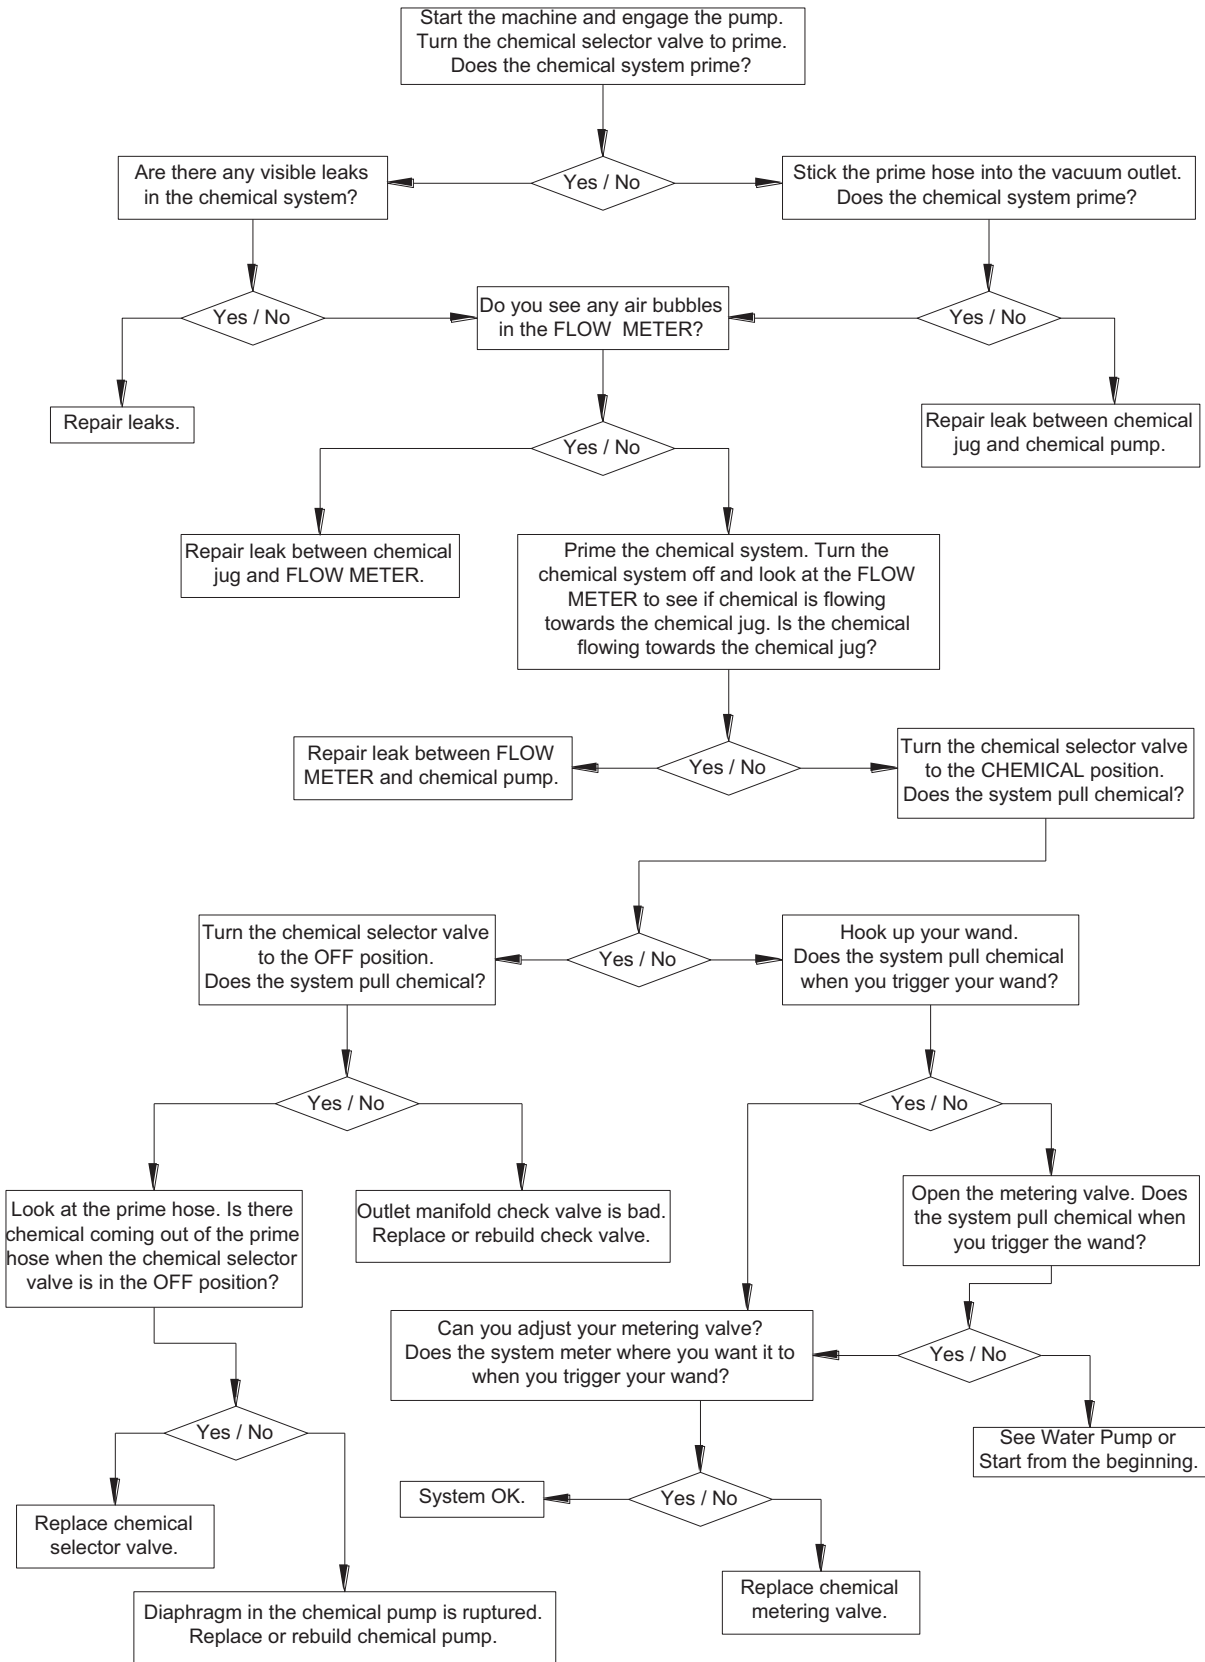 Start the machine and engage the pump.
Turn the chemical selector valve to prime.
Does the chemical system prime?
Are there any visible leaks
in the chemical system?
Yes / No
Stick the prime hose into the vacuum outlet.
Does the chemical system prime?
Yes / No
Do you see any air bubbles
in the FLOW  METER?
Yes / No
Repair leaks.
Yes / No
Repair leak between chemical
jug and chemical pump.
Repair leak between chemical
jug and FLOW METER.
Prime the chemical system. Turn the
chemical system off and look at the FLOW
METER to see if chemical is flowing
towards the chemical jug. Is the chemical
flowing towards the chemical jug?
Repair leak between FLOW
METER and chemical pump.
Yes / No
Turn the chemical selector valve
to the CHEMICAL position.
Does the system pull chemical?
Turn the chemical selector valve
to the OFF position.
Does the system pull chemical?
Yes / No
Hook up your wand.
Does the system pull chemical
when you trigger your wand?
Yes / No
Yes / No
Look at the prime hose. Is there
chemical coming out of the prime
hose when the chemical selector
valve is in the OFF position?
Outlet manifold check valve is bad.
Replace or rebuild check valve.
Open the metering valve. Does
the system pull chemical when
you trigger the wand?
Can you adjust your metering valve?
Does the system meter where you want it to
when you trigger your wand?
Yes / No
Yes / No
See Water Pump or
Start from the beginning.
System OK.
Yes / No
Replace chemical
selector valve.
Replace chemical
metering valve.
Diaphragm in the chemical pump is ruptured.
Replace or rebuild chemical pump.